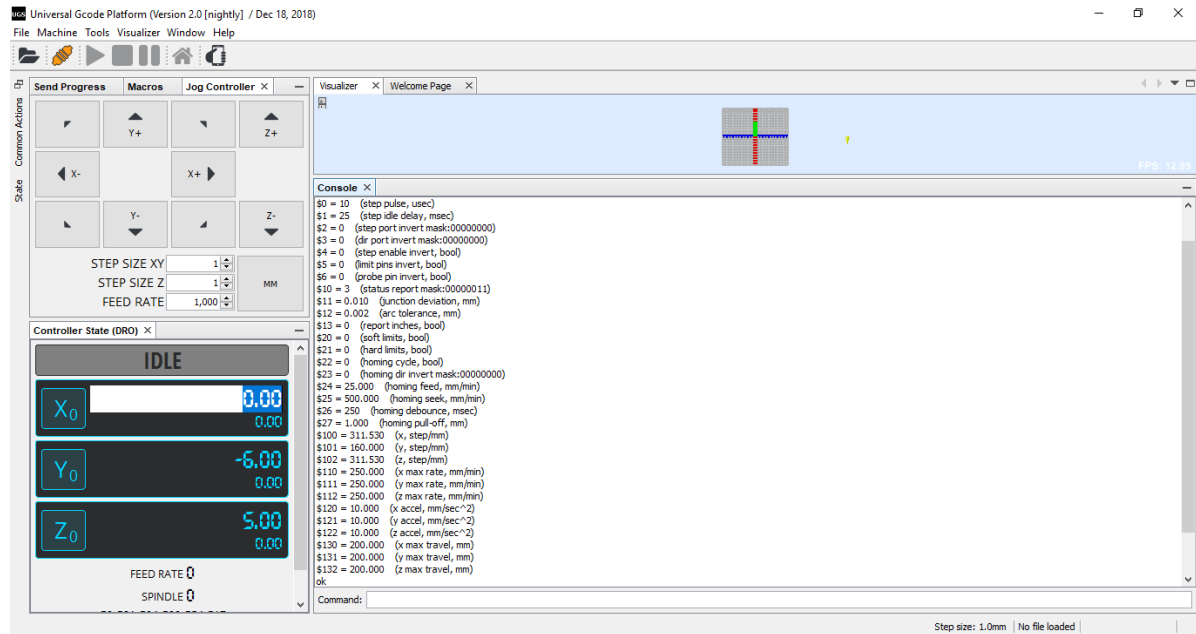 UGS Universal Gcode Platform (Version 2.0 [nightly] / Dec 18, 2018)
File Machine Tools Visualizer Window Help
Send Progress Macros Jog Controller
Common Actions
State
Y+
Z+
X-
X+
Y-
Z-
STEP SIZE XY 1
STEP SIZE Z 1
MM
FEED RATE 1,000
Controller State (DRO)
IDLE
X0 0.00
0.00
Y0 -6.00
0.00
Z0 5.00
0.00
FEED RATE 0
SPINDLE 0
Visualizer Welcome Page
FPS: 12.95
Console
$0 = 10 (step pulse, usec)
$1 = 25 (step idle delay, msec)
$2 = 0 (step port invert mask:00000000)
$3 = 0 (dir port invert mask:00000000)
$4 = 0 (step enable invert, bool)
$5 = 0 (limit pins invert, bool)
$6 = 0 (probe pin invert, bool)
$10 = 3 (status report mask:00000011)
$11 = 0.010 (junction deviation, mm)
$12 = 0.002 (arc tolerance, mm)
$13 = 0 (report inches, bool)
$20 = 0 (soft limits, bool)
$21 = 0 (hard limits, bool)
$22 = 0 (homing cycle, bool)
$23 = 0 (homing dir invert mask:00000000)
$24 = 25.000 (homing feed, mm/min)
$25 = 500.000 (homing seek, mm/min)
$26 = 250 (homing debounce, msec)
$27 = 1.000 (homing pull-off, mm)
$100 = 311.530 (x, step/mm)
$101 = 160.000 (y, step/mm)
$102 = 311.530 (z, step/mm)
$110 = 250.000 (x max rate, mm/min)
$111 = 250.000 (y max rate, mm/min)
$112 = 250.000 (z max rate, mm/min)
$120 = 10.000 (x accel, mm/sec^2)
$121 = 10.000 (y accel, mm/sec^2)
$122 = 10.000 (z accel, mm/sec^2)
$130 = 200.000 (x max travel, mm)
$131 = 200.000 (y max travel, mm)
$132 = 200.000 (z max travel, mm)
ok
Command:
Step size: 1.0mm No file loaded